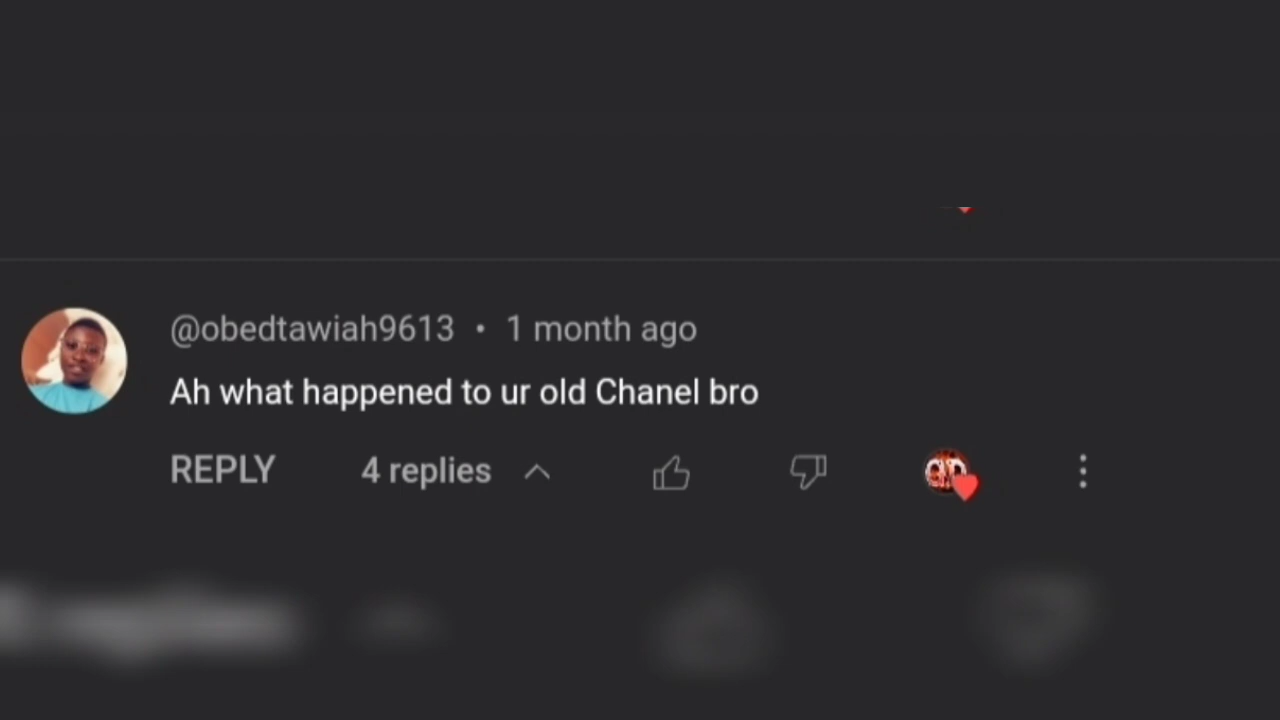 @obedtawiah9613 • 1 month ago
Ah what happened to ur old Chanel bro
REPLY 4 replies